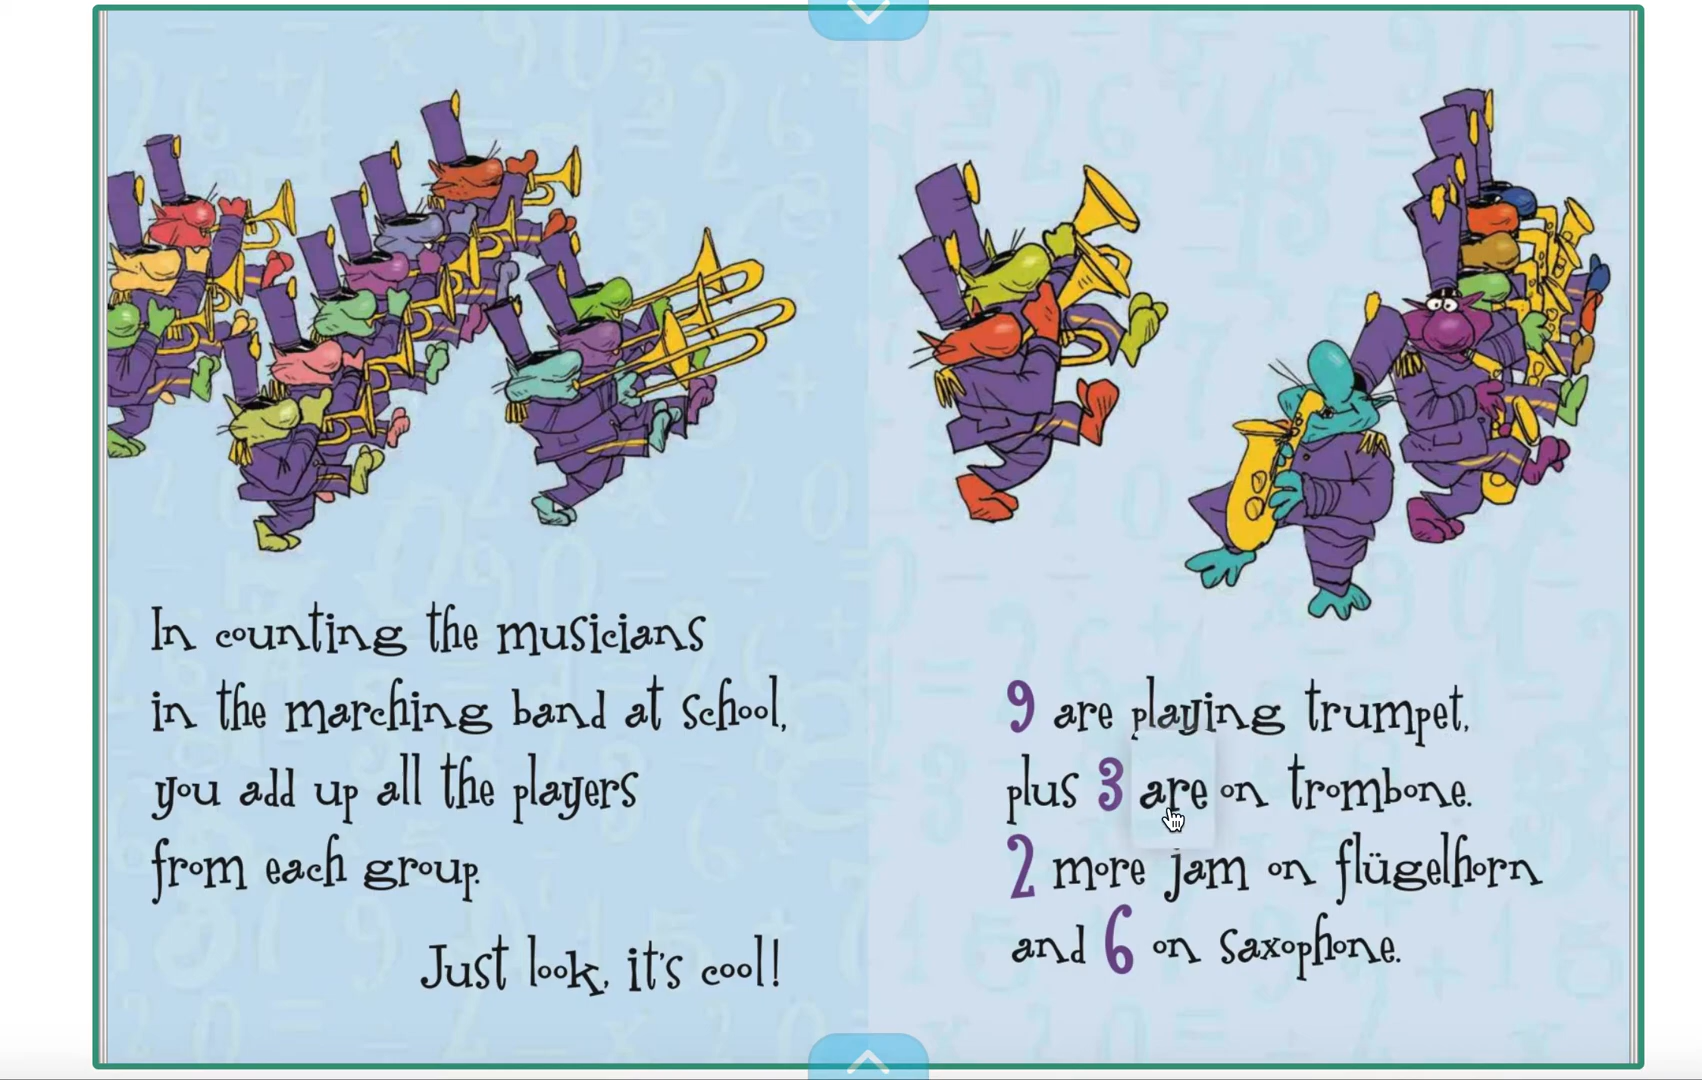 In counting the musicians
in the marching band at school,
you add up all the players
from each group.
Just look, it's cool!
9 are playing trumpet,
plus 3 are on trombone.
2 more jam on flügelhorn
and 6 on saxophone.